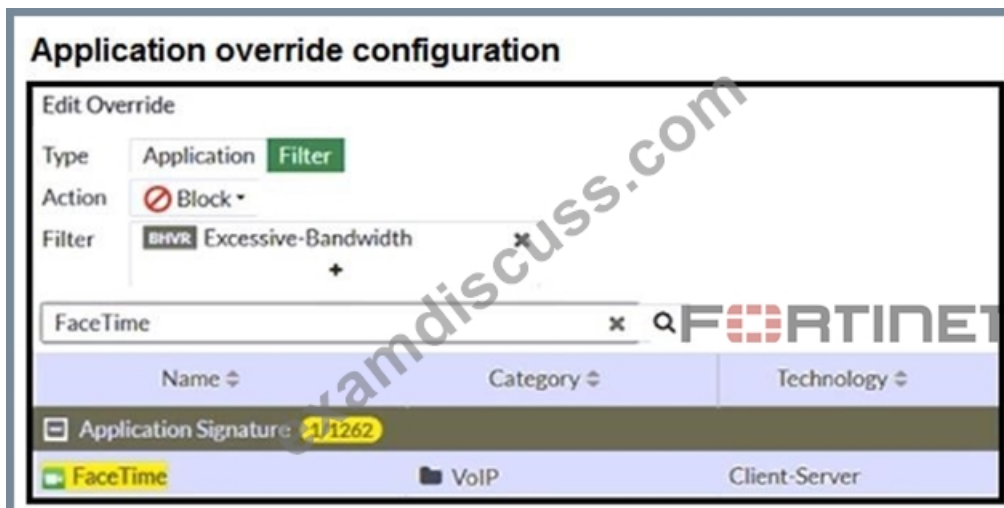 Application override configuration
Edit Override
Type Application Filter
Action Block
Filter BHVR Excessive-Bandwidth
FaceTime
FORTINET
Name Category Technology
Application Signature 1/1262
FaceTime VoIP Client-Server
examdiscuss.com